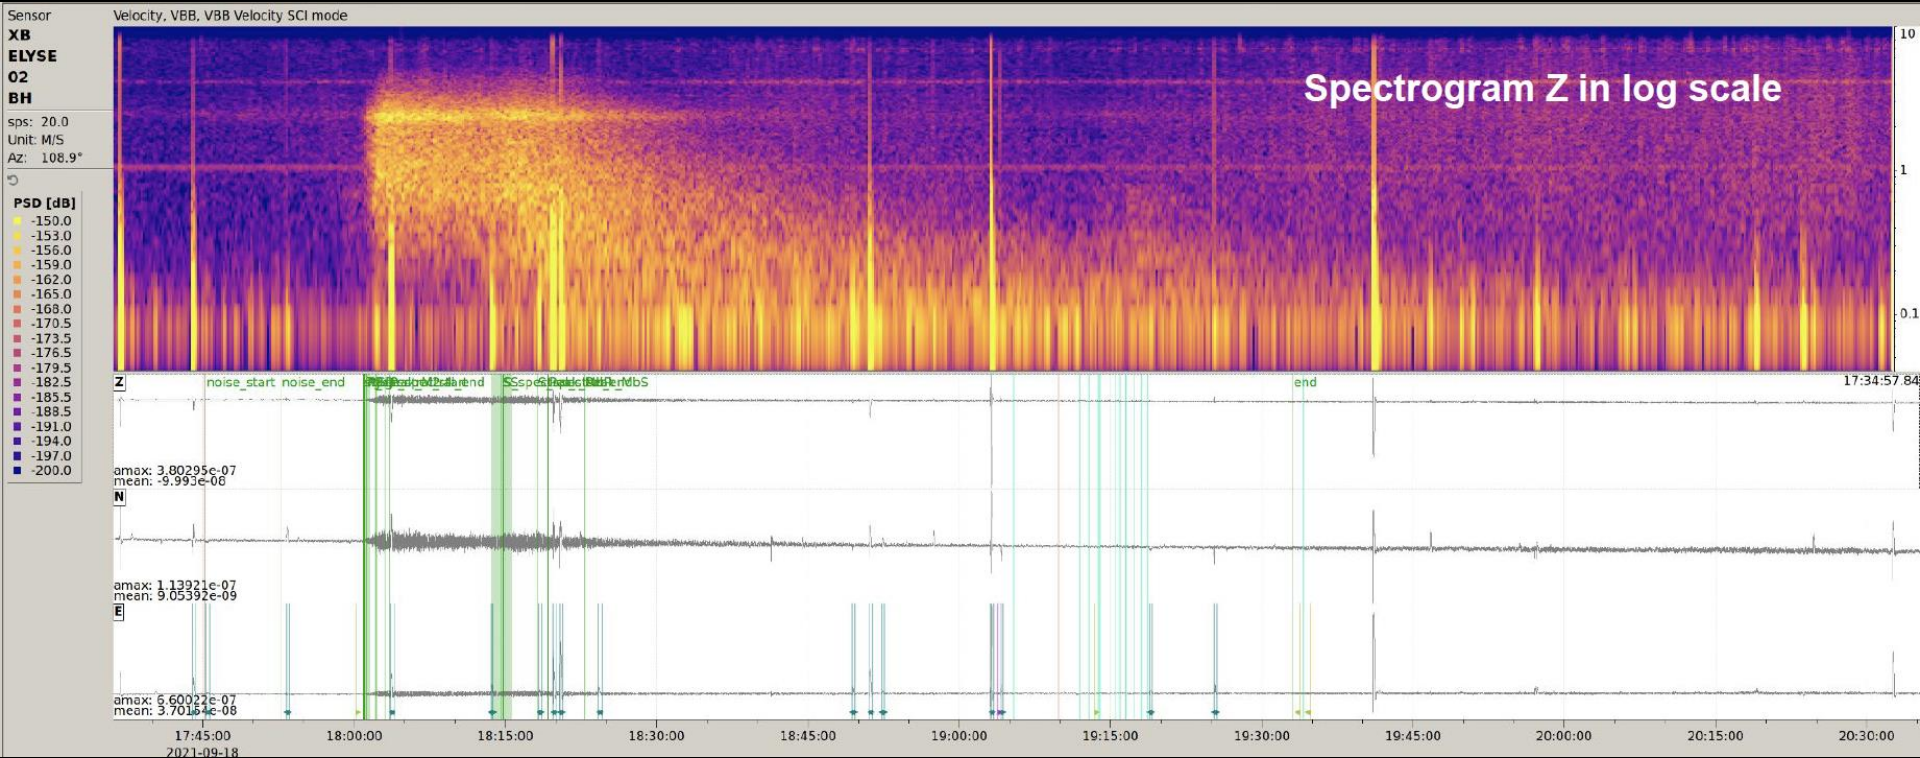 Sensor
Velocity, VBB, VBB Velocity SCI mode
XB
ELYSE
02
BH
sps: 20.0
Unit: M/S
Az: 108.9°
PSD [dB]
-150.0
-153.0
-156.0
-159.0
-162.0
-165.0
-168.0
-170.5
-173.5
-176.5
-179.5
-182.5
-185.5
-188.5
-191.0
-194.0
-197.0
-200.0
Spectrogram Z in log scale
10
1
0.1
Z
noise_start noise_end
end
17:34:57.84
amax: 3.80295e-07
mean: -9.993e-08
N
amax: 1.13921e-07
mean: 9.05392e-09
E
amax: 6.60022e-07
mean: 3.70154e-08
17:45:00 18:00:00 18:15:00 18:30:00 18:45:00 19:00:00 19:15:00 19:30:00 19:45:00 20:00:00 20:15:00 20:30:00
2021-09-18